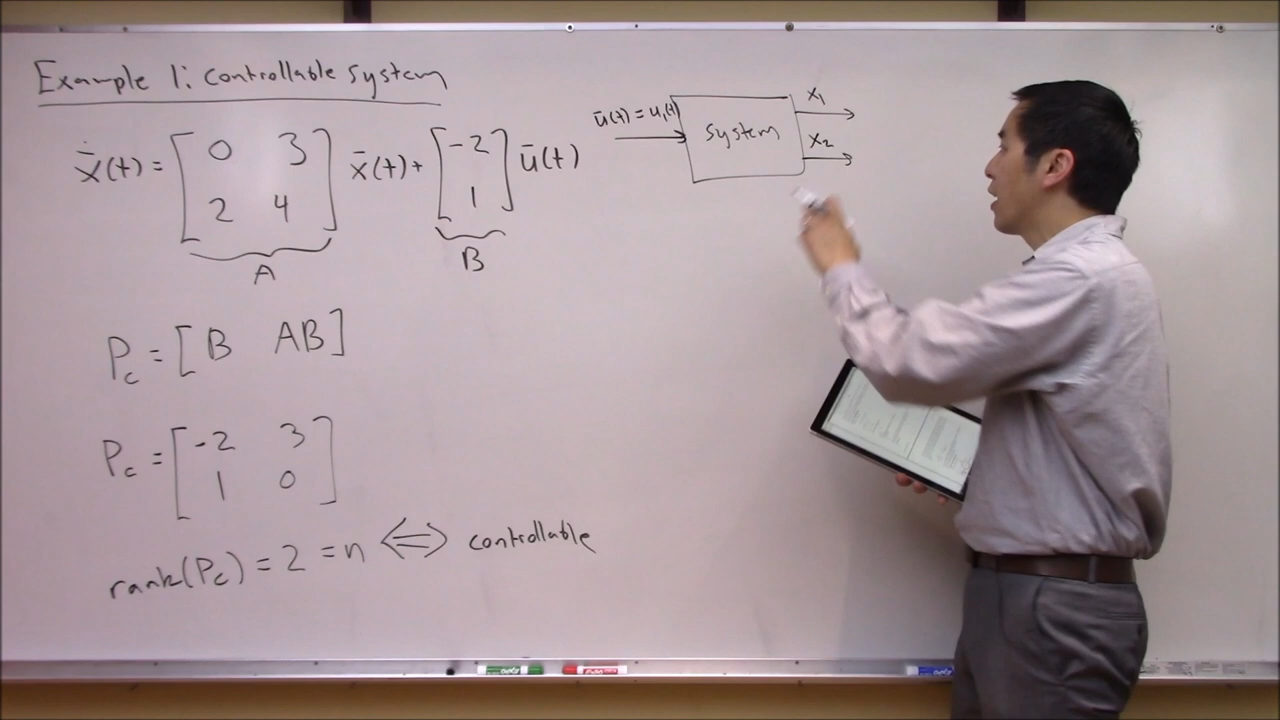 Example 1: Controllable System
ẋ̄(t) = [0 3; 2 4] x̄(t) + [-2; 1] ū(t)
A B
ū(t) = u₁(t) System x₁ x₂
P_c = [B AB]
P_c = [-2 3; 1 0]
rank(P_c) = 2 = n ⟺ controllable